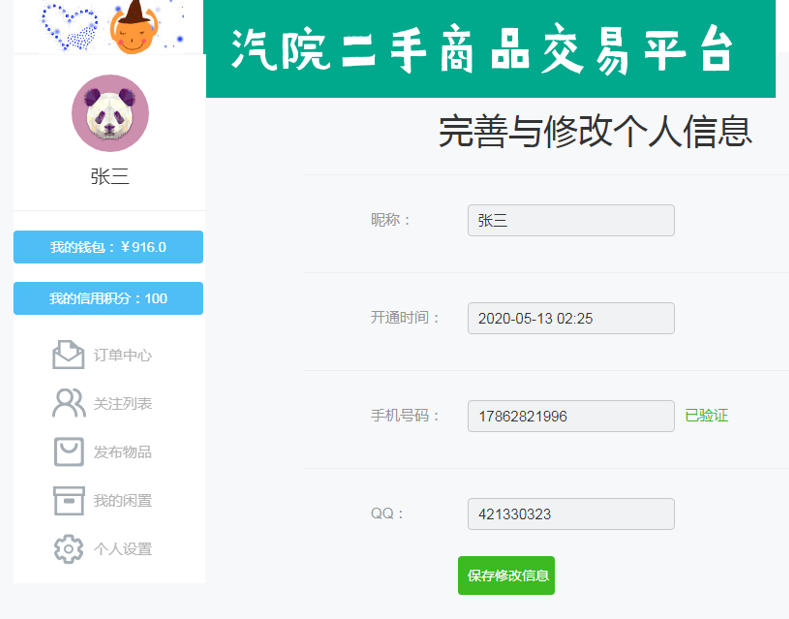 汽院二手商品交易平台
张三
我的钱包：￥916.0
我的信用积分：100
订单中心
关注列表
发布物品
我的闲置
个人设置
完善与修改个人信息
昵称：
张三
开通时间：
2020-05-13 02:25
手机号码：
17862821996
已验证
QQ：
421330323
保存修改信息